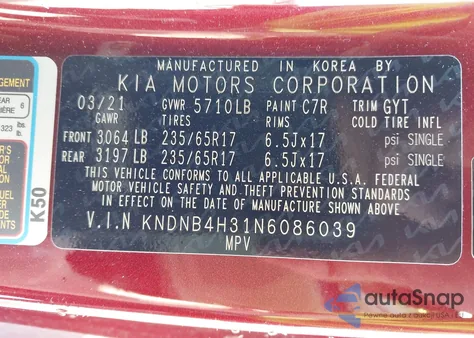 MANUFACTURED IN KOREA BY
KIA MOTORS CORPORATION
03/21 GVWR 5710LB PAINT C7R TRIM GYT
GAWR TIRES RIMS COLD TIRE INFL
FRONT 3064 LB 235/65R17 6.5Jx17 psi SINGLE
REAR 3197 LB 235/65R17 6.5Jx17 psi SINGLE
THIS VEHICLE CONFORMS TO ALL APPLICABLE U.S.A. FEDERAL
MOTOR VEHICLE SAFETY AND THEFT PREVENTION STANDARDS
IN EFFECT ON THE DATE OF MANUFACTURE SHOWN ABOVE
V.I.N KNDNB4H31N6086039
MPV
K50
autaSnap